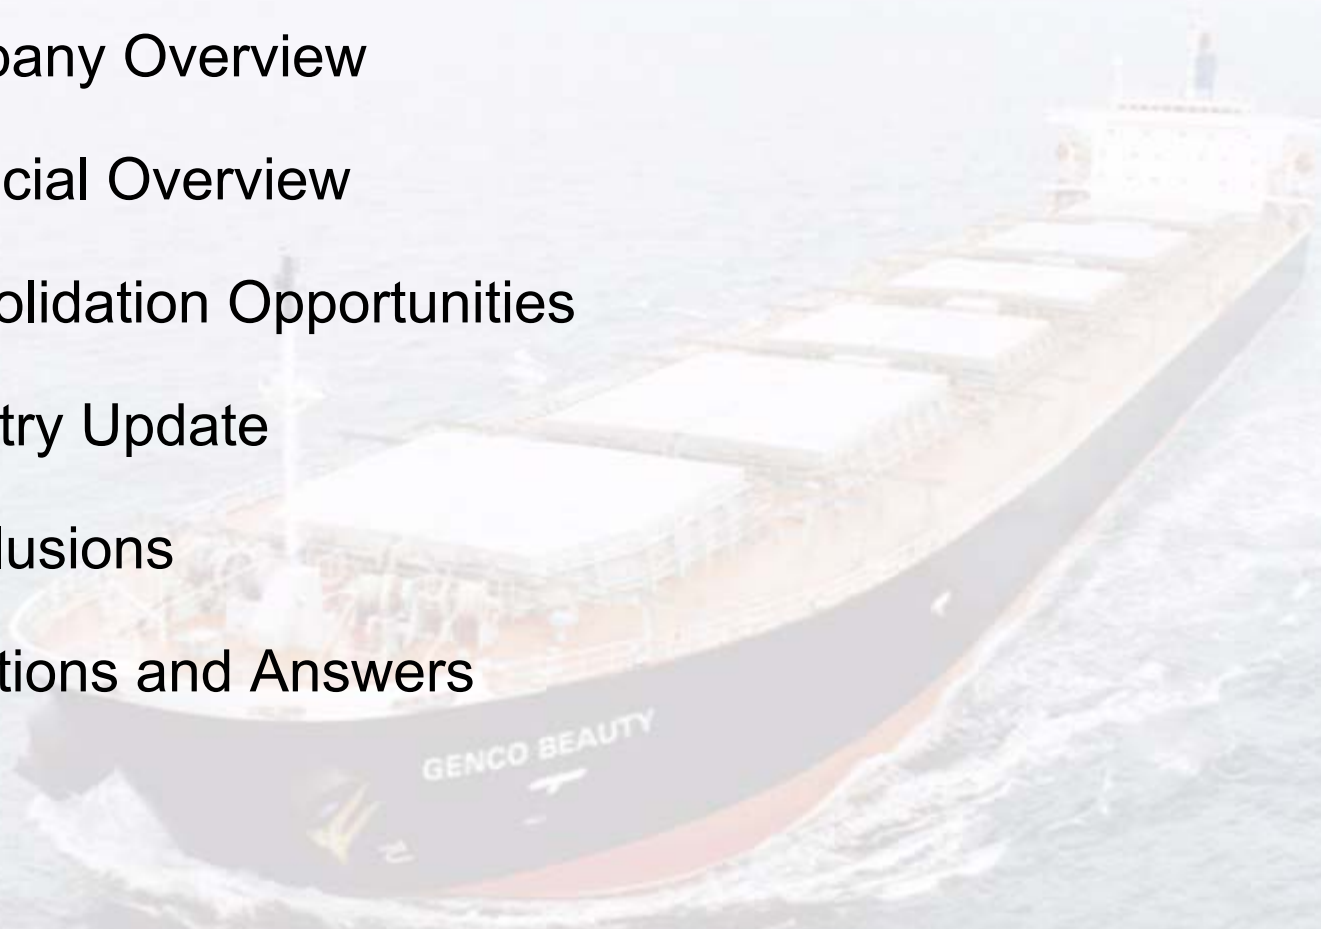 pany Overview
cial Overview
olidation Opportunities
try Update
lusions
tions and Answers
GENCO BEAUTY